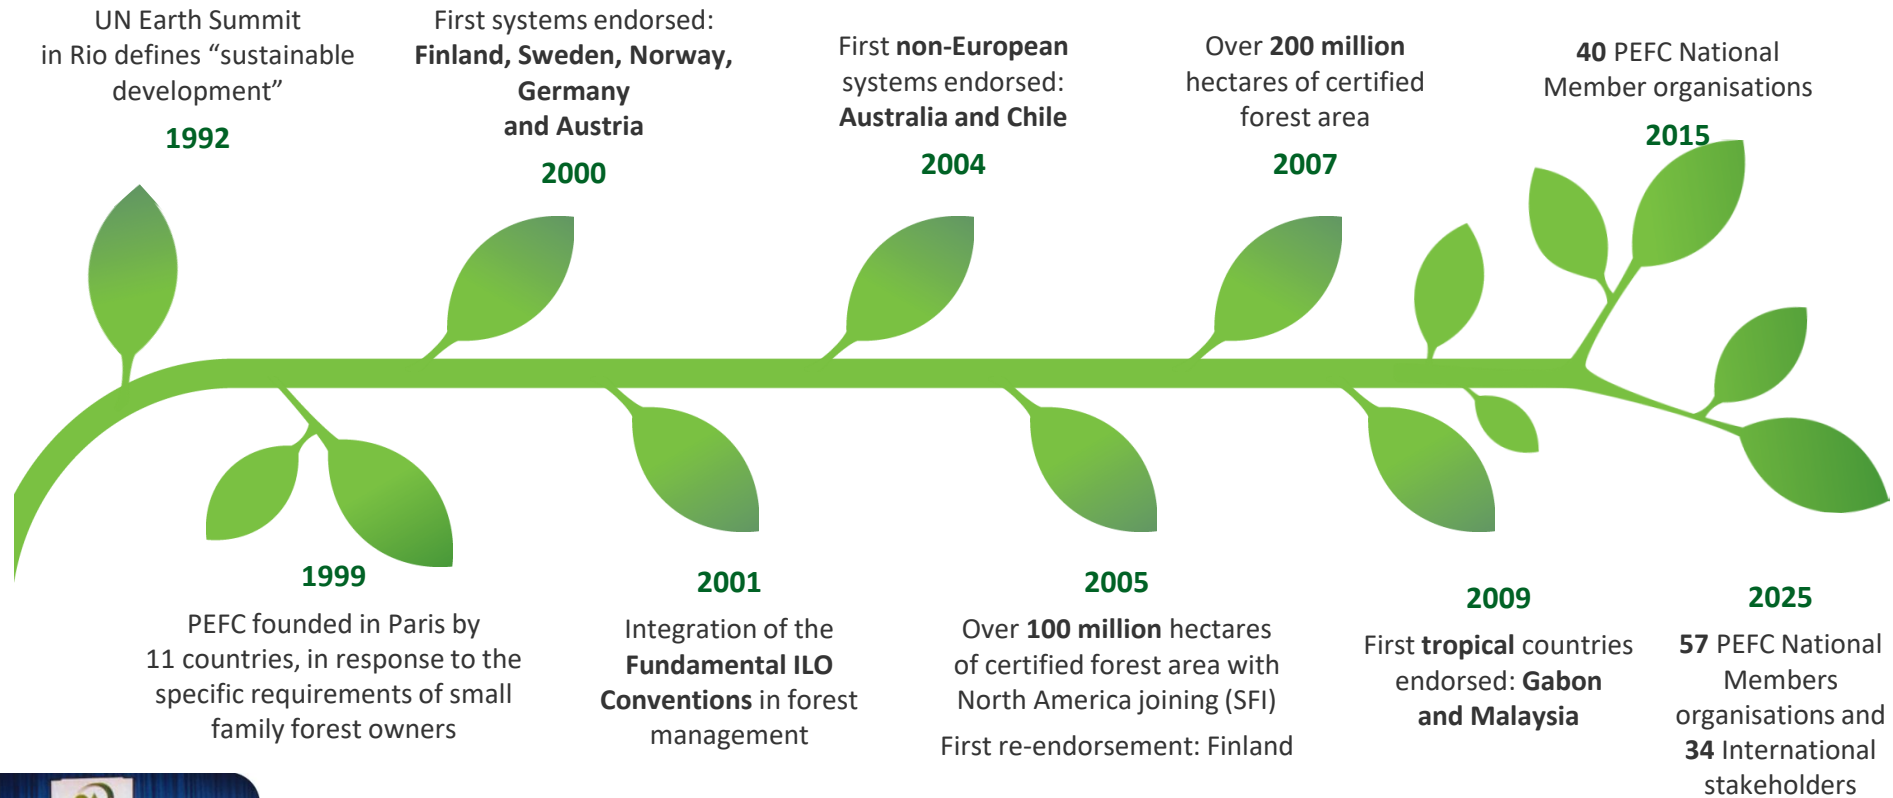 UN Earth Summit
in Rio defines “sustainable
development”
1992
First systems endorsed:
Finland, Sweden, Norway,
Germany
and Austria
2000
First non-European
systems endorsed:
Australia and Chile
2004
Over 200 million
hectares of certified
forest area
2007
40 PEFC National
Member organisations
2015
1999
PEFC founded in Paris by
11 countries, in response to the
specific requirements of small
family forest owners
2001
Integration of the
Fundamental ILO
Conventions in forest
management
2005
Over 100 million hectares
of certified forest area with
North America joining (SFI)
First re-endorsement: Finland
2009
First tropical countries
endorsed: Gabon
and Malaysia
2025
57 PEFC National
Members
organisations and
34 International
stakeholders